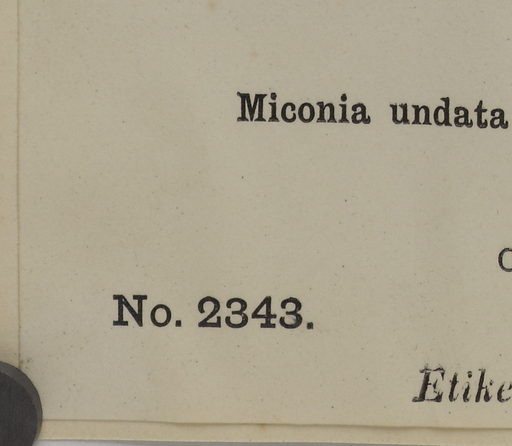 Miconia undata
No. 2343.